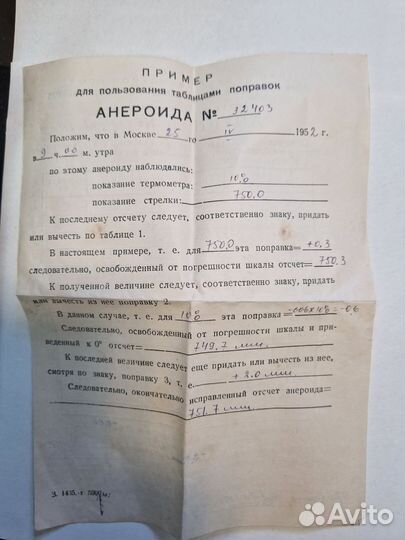 ПРИМЕР
для пользования таблицами поправок
АНЕРОИДА № 32403
Положим, что в Москве 25 го IV 1952 г.
в 9 ч. 00 м. утра
по этому анероиду наблюдались:
показание термометра: 10°0
показание стрелки: 750.0
К последнему отсчету следует, соответственно знаку, придать
или вычесть по таблице 1.
В настоящем примере, т. е. для 750,0 эта поправка= +0,3
следовательно, освобожденный от погрешности шкалы отсчет= 750.3
К полученной величине следует, соответственно знаку, придать
или вычесть из нее поправку 2.
В данном случае, т. е. для 10°0 эта поправка= =-0.6
Следовательно, освобожденный от погрешности шкалы и при-
веденный к 0° отсчет= 749.7 мм.
К последней величине следует еще придать или вычесть из нее,
смотря по знаку, поправку 3, т. е. +2.0 мм.
Следовательно, окончательно исправленный отсчет анероида=
751.7 мм.
З. 1435. т.
Avito